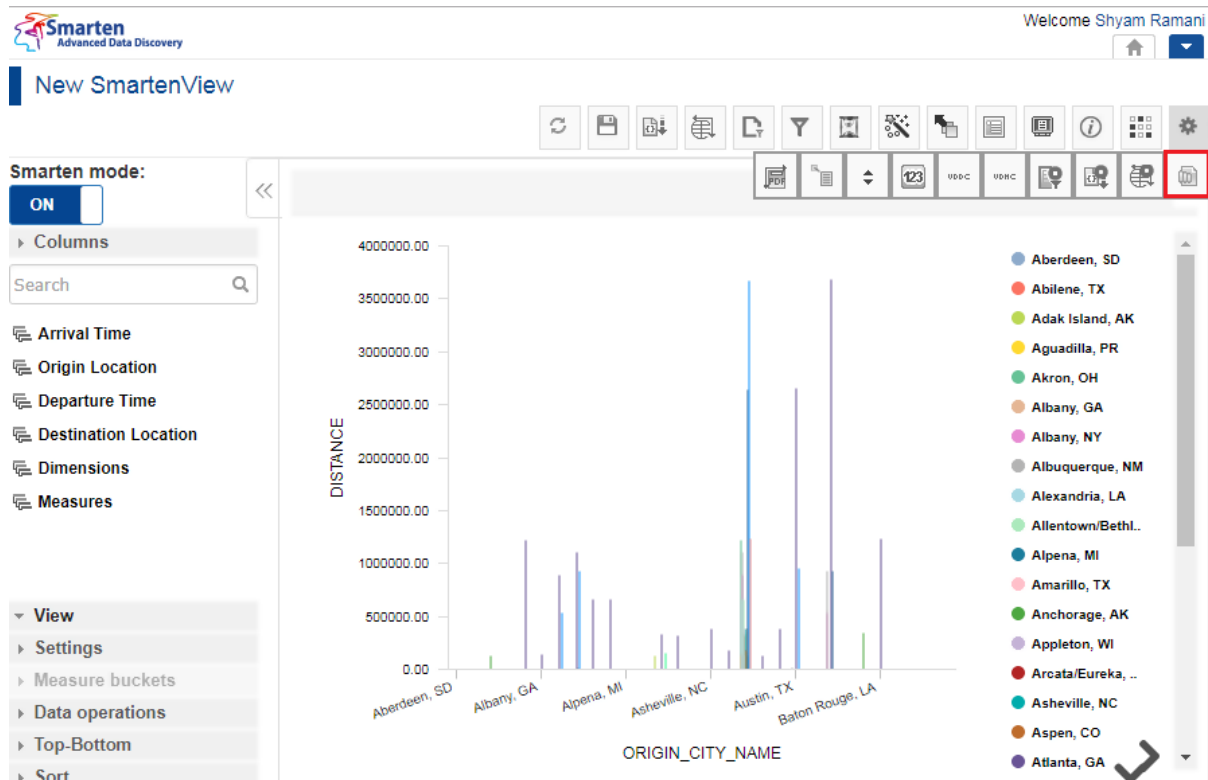 Smarten
Advanced Data Discovery
Welcome Shyam Ramani
New SmartenView
PDF
123
VDDC
VDMC
Smarten mode:
ON
Columns
Search
Arrival Time
Origin Location
Departure Time
Destination Location
Dimensions
Measures
View
Settings
Measure buckets
Data operations
Top-Bottom
Sort
4000000.00
3500000.00
3000000.00
2500000.00
2000000.00
1500000.00
1000000.00
500000.00
0.00
DISTANCE
Aberdeen, SD
Albany, GA
Alpena, MI
Asheville, NC
Austin, TX
Baton Rouge, LA
ORIGIN_CITY_NAME
Aberdeen, SD
Abilene, TX
Adak Island, AK
Aguadilla, PR
Akron, OH
Albany, GA
Albany, NY
Albuquerque, NM
Alexandria, LA
Allentown/Bethl..
Alpena, MI
Amarillo, TX
Anchorage, AK
Appleton, WI
Arcata/Eureka, ..
Asheville, NC
Aspen, CO
Atlanta, GA